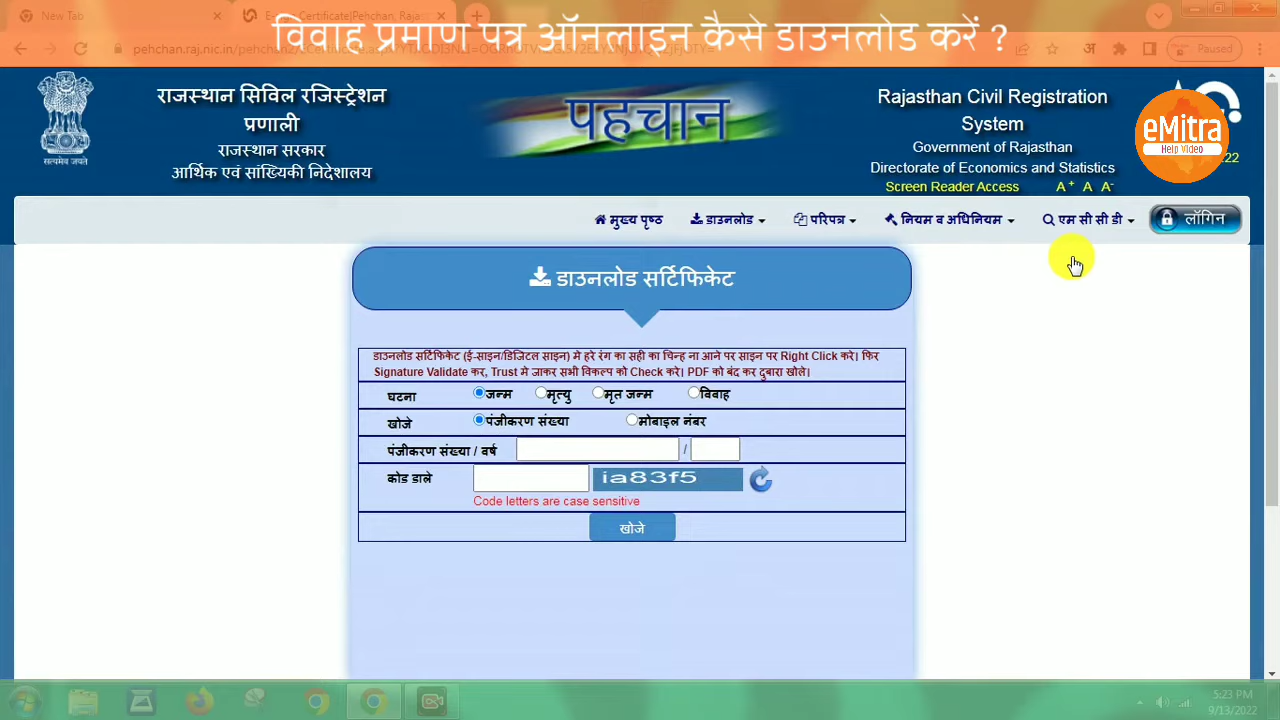 New Tab
विवाह प्रमाण पत्र ऑनलाइन कैसे डाउनलोड करें ?
Paused
राजस्थान सिविल रजिस्ट्रेशन
प्रणाली
राजस्थान सरकार
आर्थिक एवं सांख्यिकी निदेशालय
सत्यमेव जयते
पहचान
Rajasthan Civil Registration
System
Government of Rajasthan
Directorate of Economics and Statistics
Screen Reader Access A+ A A-
eMitra
Help Video
मुख्य पृष्ठ डाउनलोड परिपत्र नियम व अधिनियम एम सी सी डी लॉगिन
डाउनलोड सर्टिफिकेट
डाउनलोड सर्टिफिकेट (ई-साइन/डिजिटल साइन) मे हरे रंग का सही का चिन्ह ना आने पर साइन पर Right Click करे। फिर
Signature Validate कर, Trust मे जाकर सभी विकल्प को Check करे। PDF को बंद कर दुबारा खोले।
घटना जन्म मृत्यु मृत जन्म विवाह
खोजे पंजीकरण संख्या मोबाइल नंबर
पंजीकरण संख्या / वर्ष /
कोड डाले ia83f5
Code letters are case sensitive
खोजे
5:23 PM
9/13/2022